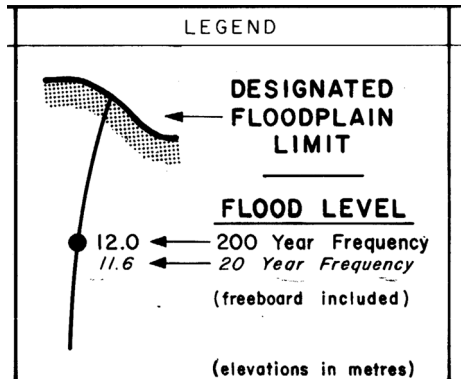 LEGEND
DESIGNATED
FLOODPLAIN
LIMIT
FLOOD LEVEL
12.0 200 Year Frequency
11.6 20 Year Frequency
(freeboard included)
(elevations in metres)